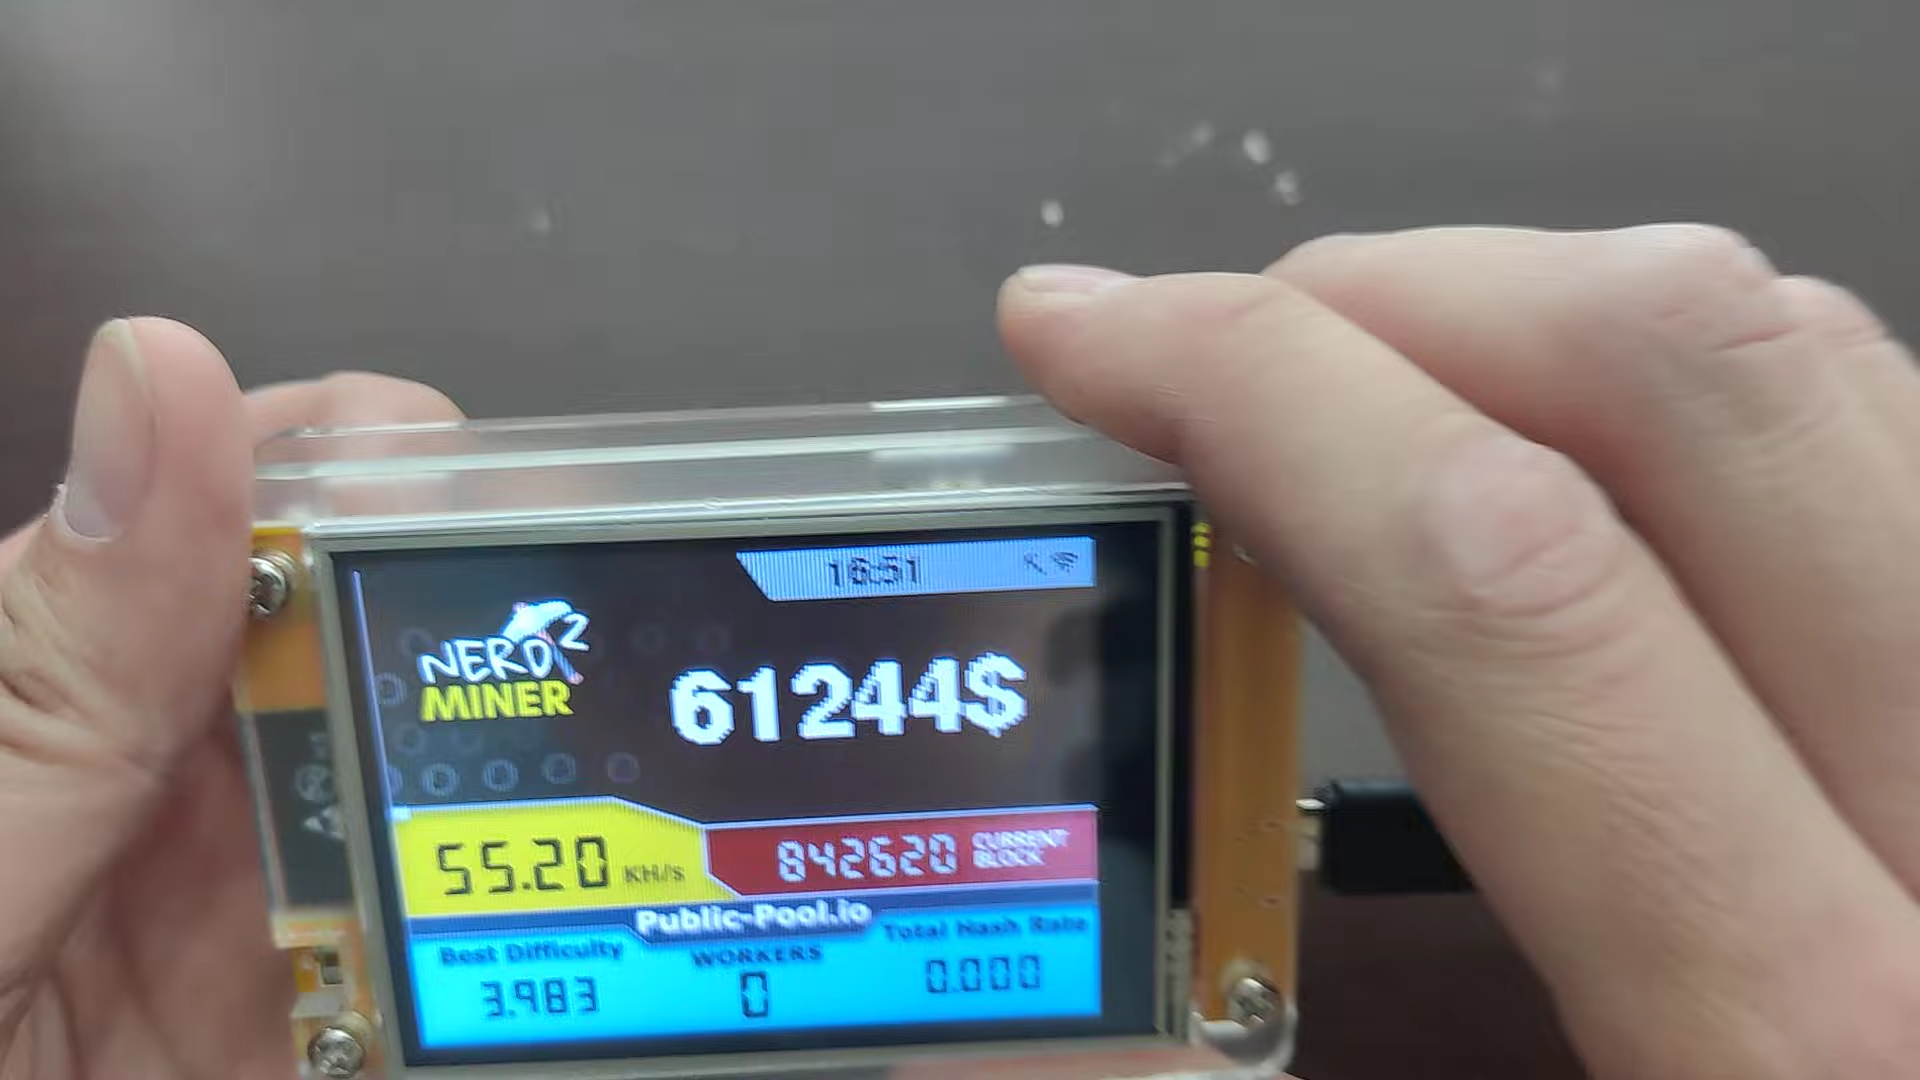 16:51
NERD
2
MINER
61244$
55.20 KH/s
842620 CURRENT
BLOCK
Public-Pool.io
Best Difficulty
WORKERS
Total Hash Rate
3.983
0
0.000